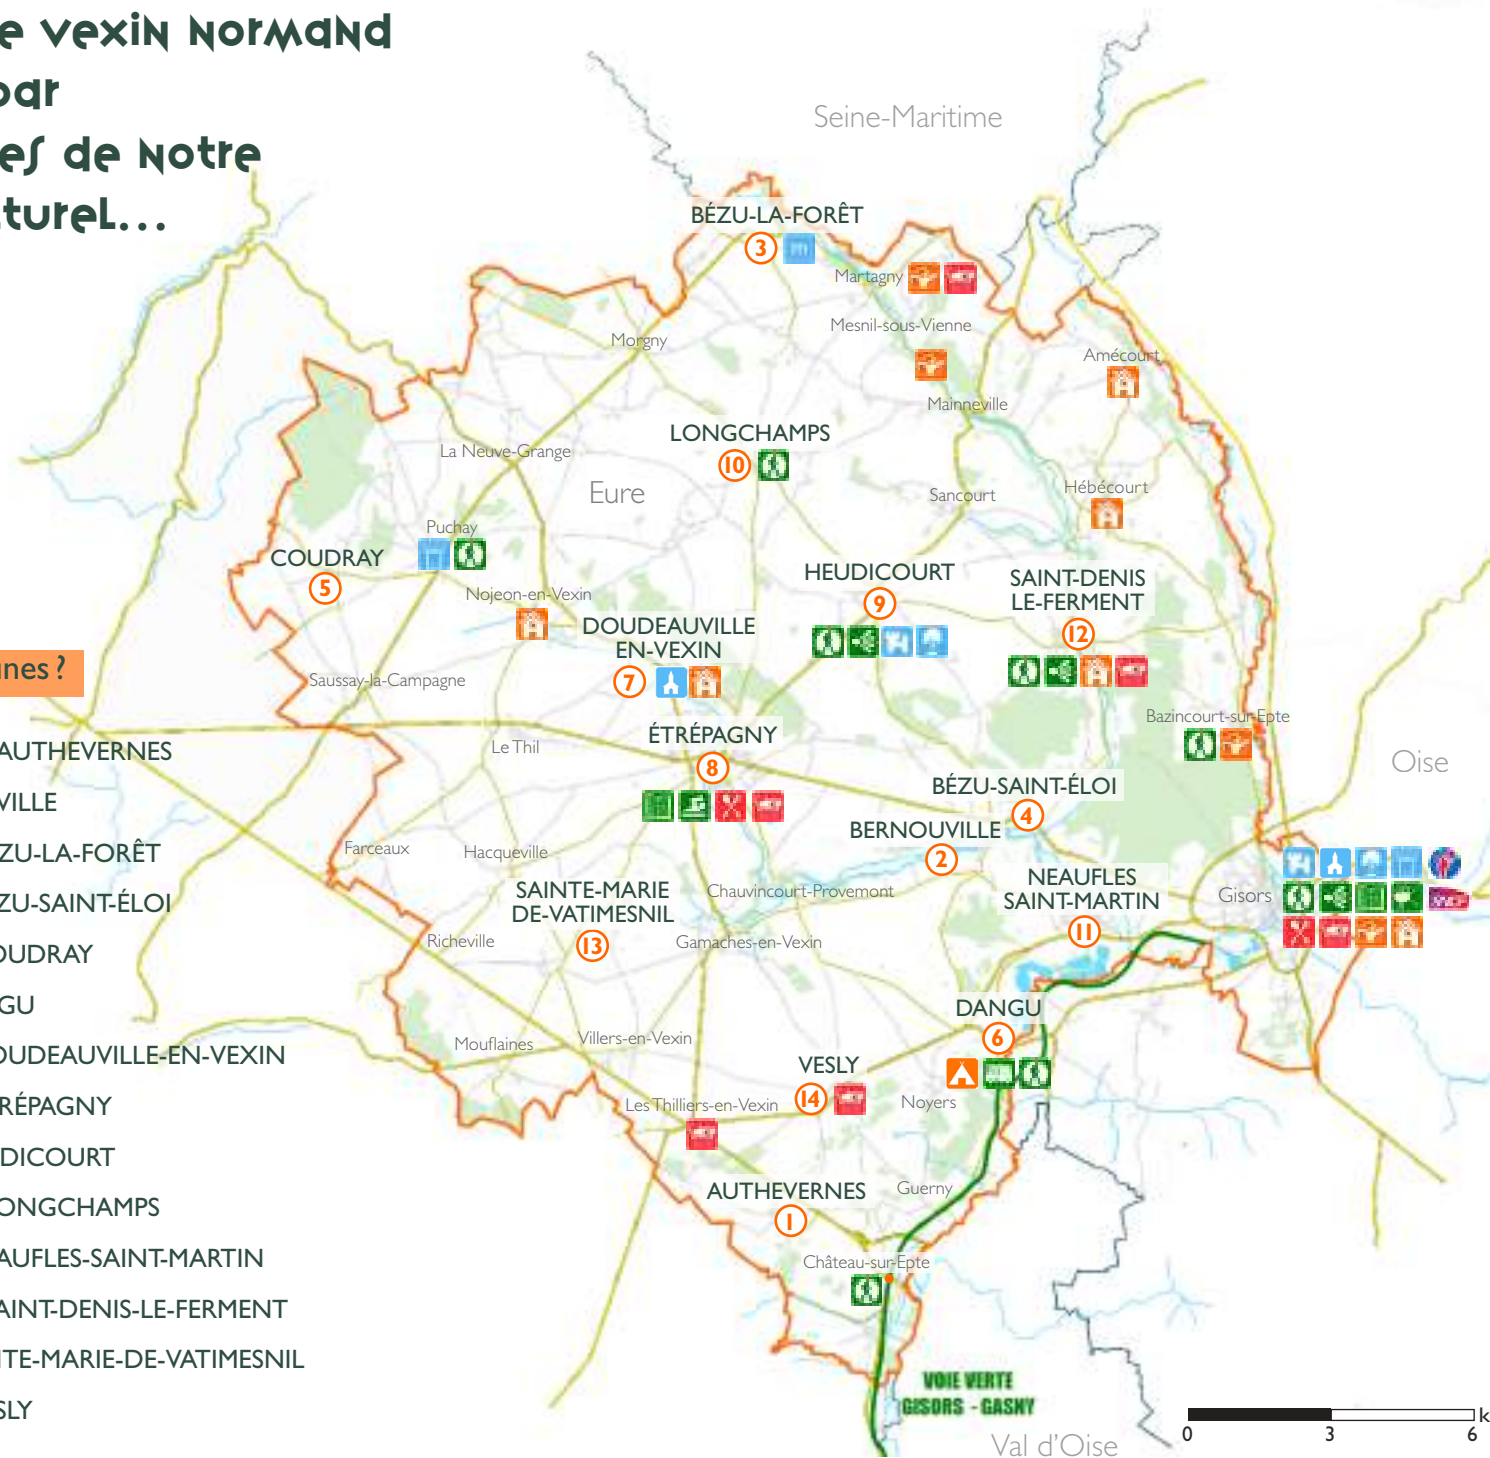 e Vexin Normand
par
es de notre
turel...
Seine-Maritime
BÉZU-LA-FORÊT
3
Martagny
Mesnil-sous-Vienne
Morgny
Amécourt
Mainneville
LONGCHAMPS
10
La Neuve-Grange
Eure
Sancourt
Hébécourt
Puchay
COUDRAY
5
HEUDICOURT
9
SAINT-DENIS
LE-FERMENT
12
Nojeon-en-Vexin
DOUDEAUVILLE
EN-VEXIN
7
Saussay-la-Campagne
Bazincourt-sur-Epte
Le Thil
ÉTRÉPAGNY
8
Oise
BÉZU-SAINT-ÉLOI
4
BERNOUVILLE
2
Farceaux
Hacqueville
NEAUFLES
SAINT-MARTIN
11
Gisors
SAINTE-MARIE
DE-VATIMESNIL
13
Chauvincourt-Provemont
Richeville
Gamaches-en-Vexin
DANGU
6
Mouflaines
Villers-en-Vexin
VESLY
14
Les Thilliers-en-Vexin
Noyers
AUTHEVERNES
1
Guerny
Château-sur-Epte
VOIE VERTE
GISORS - GASNY
Val d'Oise
0 3 6 k
unes ?
AUTHEVERNES
VILLE
ZU-LA-FORÊT
ZU-SAINT-ÉLOI
OUDRAY
GU
OUDEAUVILLE-EN-VEXIN
RÉPAGNY
DICOURT
ONGCHAMPS
AUFLES-SAINT-MARTIN
AINT-DENIS-LE-FERMENT
TE-MARIE-DE-VATIMESNIL
SLY